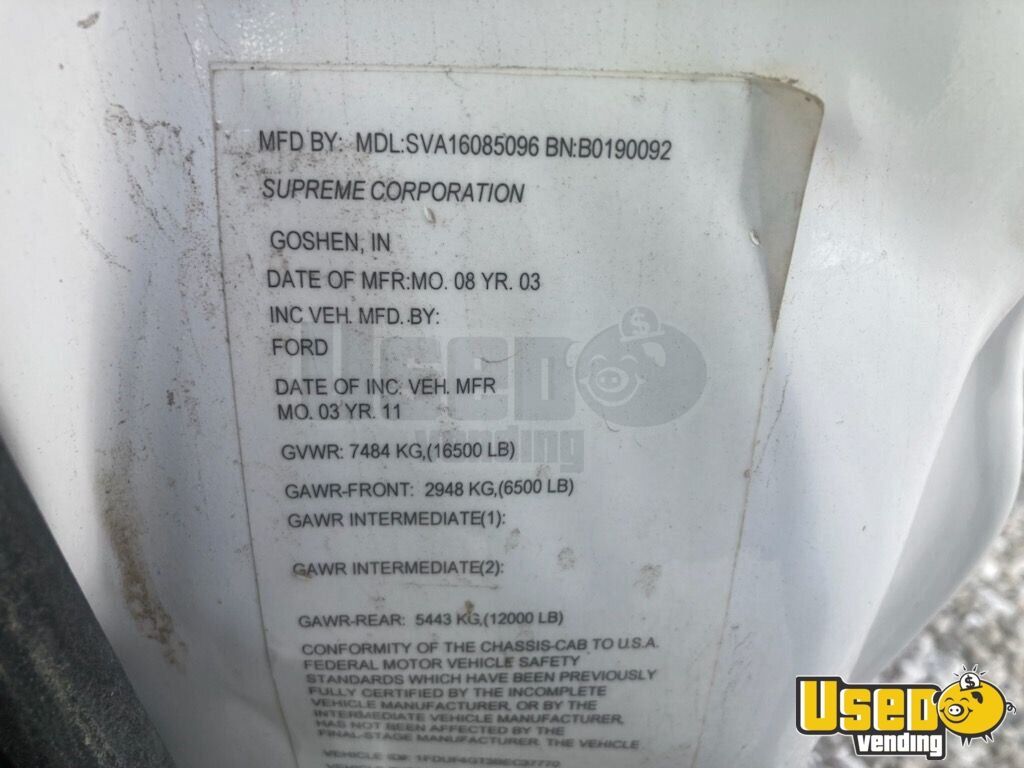 MFD BY: MDL:SVA16085096 BN:B0190092
SUPREME CORPORATION
GOSHEN, IN
DATE OF MFR:MO. 08 YR. 03
INC VEH. MFD. BY:
FORD
DATE OF INC. VEH. MFR
MO. 03 YR. 11
GVWR: 7484 KG,(16500 LB)
GAWR-FRONT: 2948 KG,(6500 LB)
GAWR INTERMEDIATE(1):
GAWR INTERMEDIATE(2):
GAWR-REAR: 5443 KG,(12000 LB)
CONFORMITY OF THE CHASSIS-CAB TO U.S.A.
FEDERAL MOTOR VEHICLE SAFETY
STANDARDS WHICH HAVE BEEN PREVIOUSLY
FULLY CERTIFIED BY THE INCOMPLETE
VEHICLE MANUFACTURER, OR BY THE
INTERMEDIATE VEHICLE MANUFACTURER,
HAS NOT BEEN AFFECTED BY THE
FINAL-STAGE MANUFACTURER. THE VEHICLE
VEHICLE ID#:
USED vending
USED vending